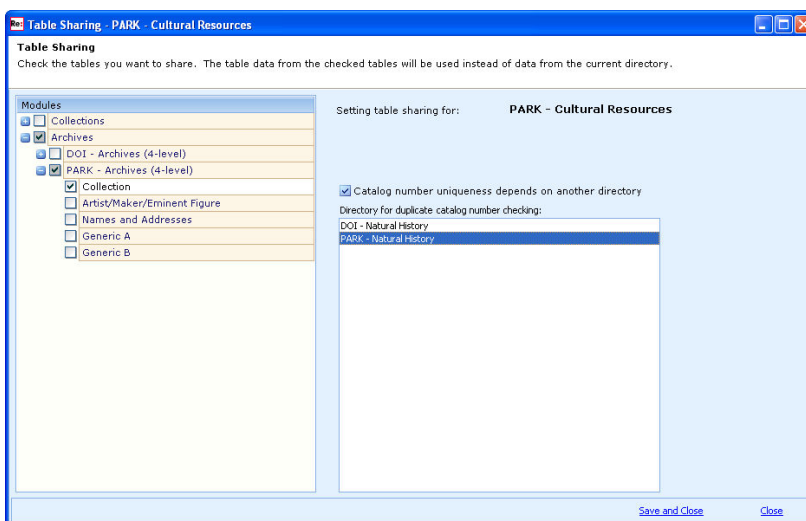 Re: Table Sharing - PARK - Cultural Resources
Table Sharing
Check the tables you want to share. The table data from the checked tables will be used instead of data from the current directory.
Modules
Collections
Archives
DOI - Archives (4-level)
PARK - Archives (4-level)
Collection
Artist/Maker/Eminent Figure
Names and Addresses
Generic A
Generic B
Setting table sharing for: PARK - Cultural Resources
Catalog number uniqueness depends on another directory
Directory for duplicate catalog number checking:
DOI - Natural History
PARK - Natural History
Save and Close Close